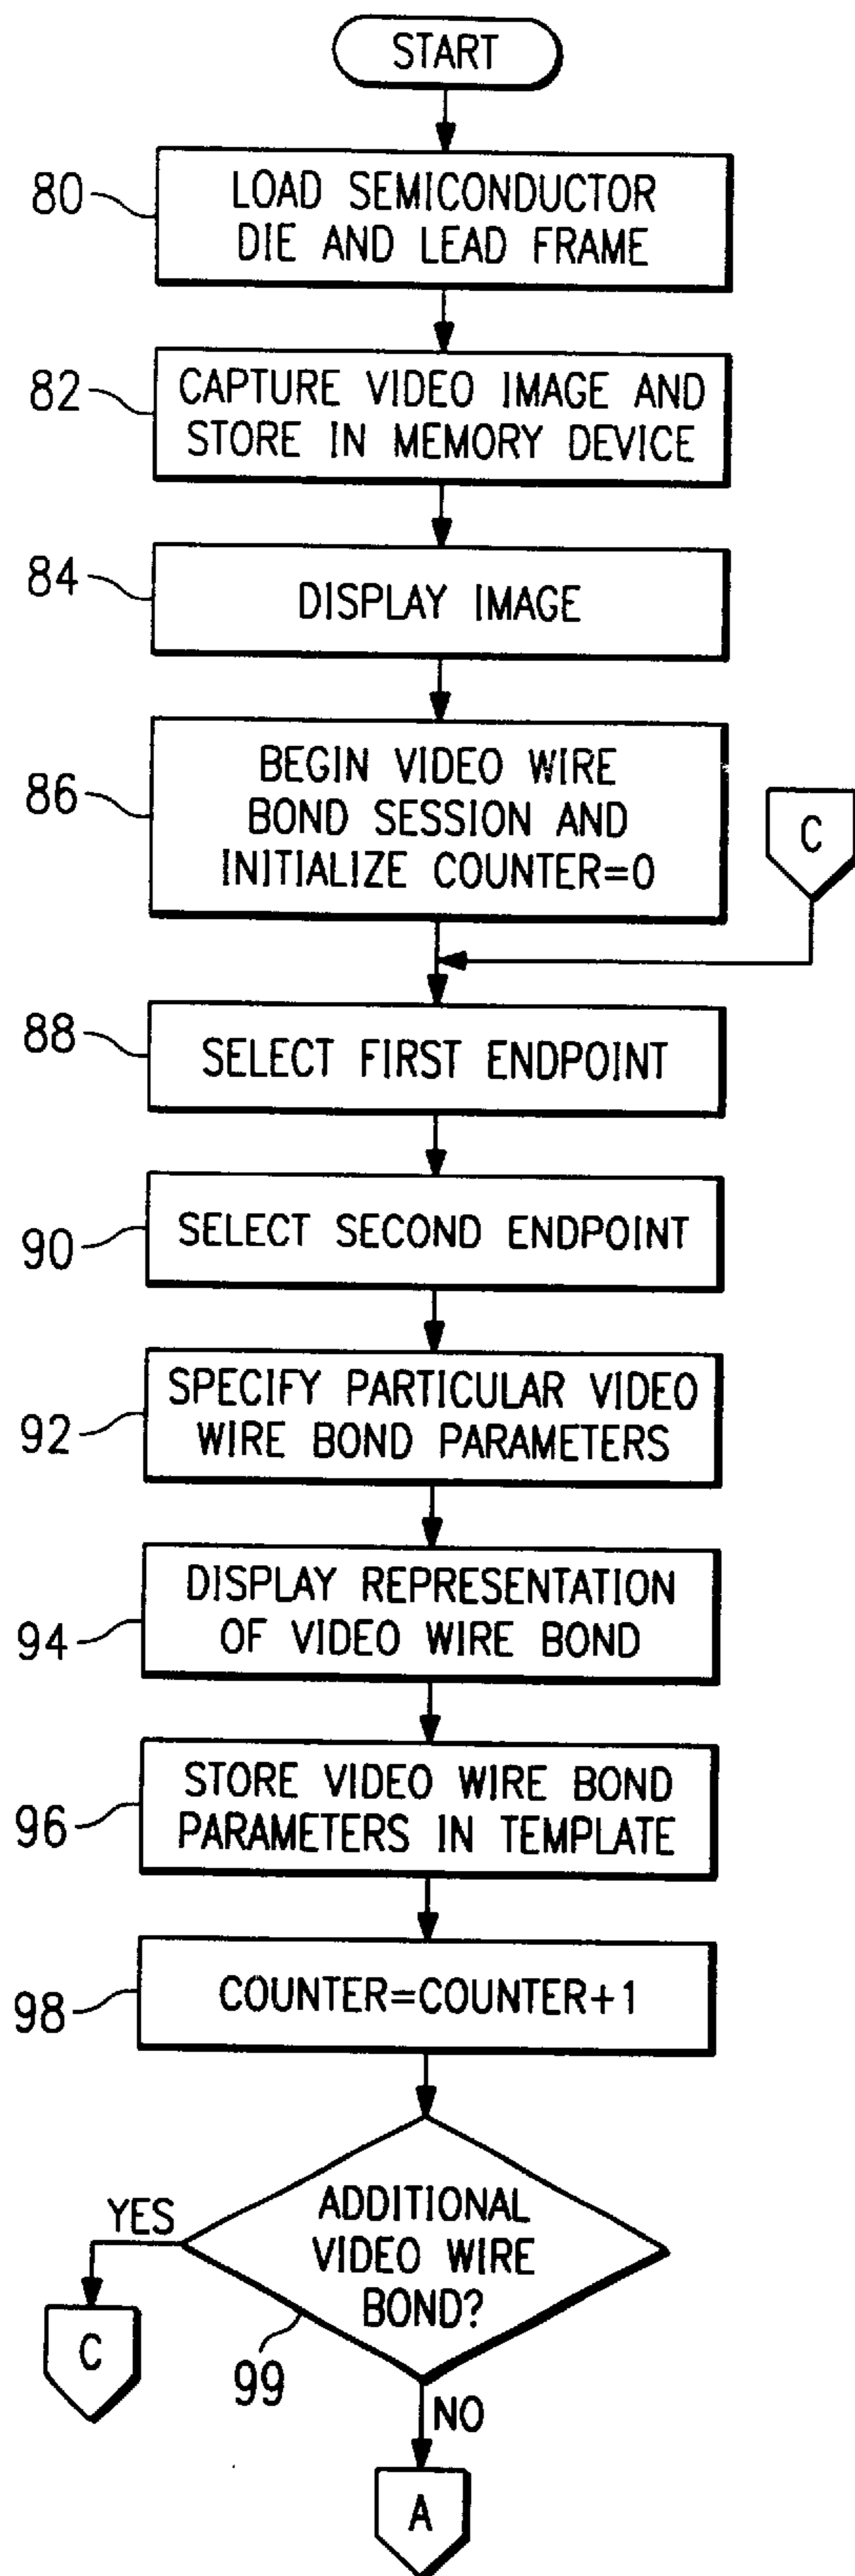 START
80
LOAD SEMICONDUCTOR
DIE AND LEAD FRAME
82
CAPTURE VIDEO IMAGE AND
STORE IN MEMORY DEVICE
84
DISPLAY IMAGE
86
BEGIN VIDEO WIRE
BOND SESSION AND
INITIALIZE COUNTER=0
C
88
SELECT FIRST ENDPOINT
90
SELECT SECOND ENDPOINT
92
SPECIFY PARTICULAR VIDEO
WIRE BOND PARAMETERS
94
DISPLAY REPRESENTATION
OF VIDEO WIRE BOND
96
STORE VIDEO WIRE BOND
PARAMETERS IN TEMPLATE
98
COUNTER=COUNTER+1
YES
ADDITIONAL
VIDEO WIRE
BOND?
C
99
NO
A